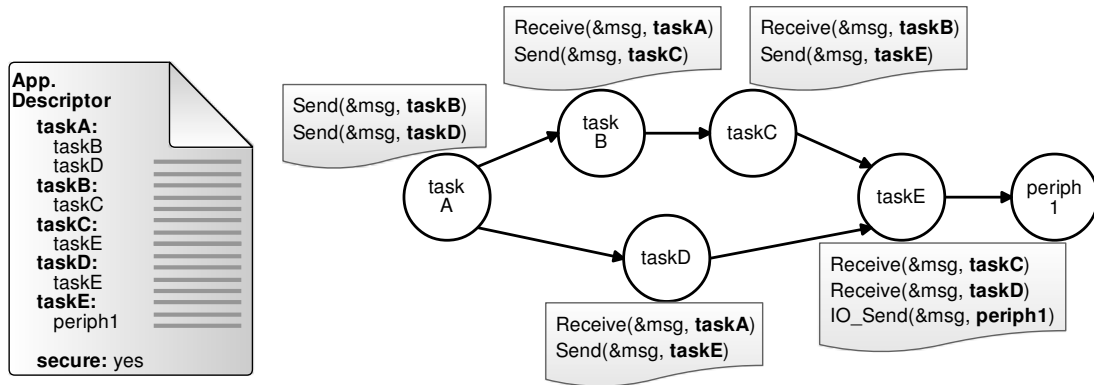 App.
Descriptor
taskA:
taskB
taskD
taskB:
taskC
taskC:
taskE
taskD:
taskE
taskE:
periph1
secure: yes
Send(&msg, taskB)
Send(&msg, taskD)
Receive(&msg, taskA)
Send(&msg, taskC)
Receive(&msg, taskB)
Send(&msg, taskE)
task
A
task
B
taskC
taskD
taskE
periph
1
Receive(&msg, taskA)
Send(&msg, taskE)
Receive(&msg, taskC)
Receive(&msg, taskD)
IO_Send(&msg, periph1)